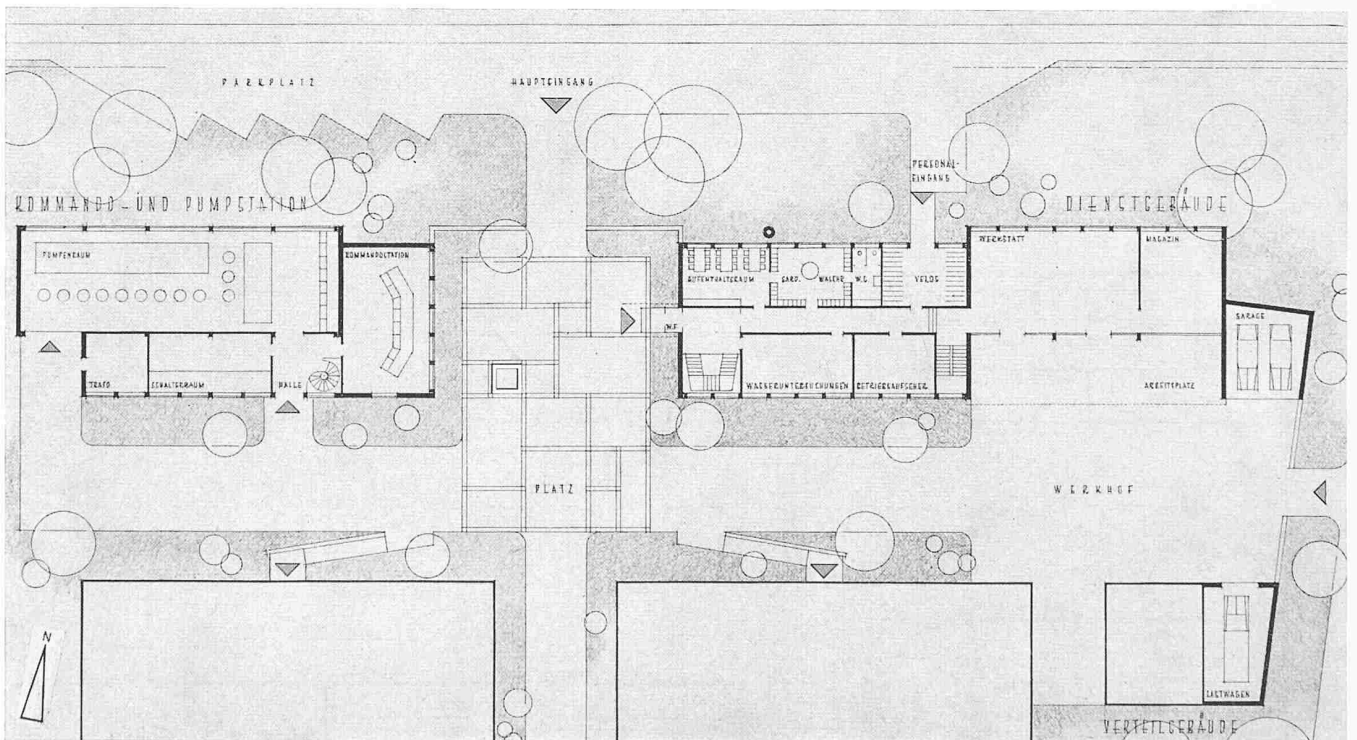 PARKPLATZ
HAUPTEINGANG
PERSONAL-
EINGANG
KOMMANDO-UND PUMPSTATION
DIENSTGEBÄUDE
PUMPENRAUM
KOMMANDOSTATION
AUFENTHALTSRAUM
GARD.
WASCHR.
W.C.
VELOS
WERKSTATT
MAGAZIN
GARAGE
W.F.
TRAFO
SCHALTERRAUM
HALLE
WASSERUNTERSUCHUNGEN
BETRIEBSAUFSEHER
ARBEITSPLATZ
PLATZ
WERKHOF
N
LASTWAGEN
VERTEILGEBÄUDE